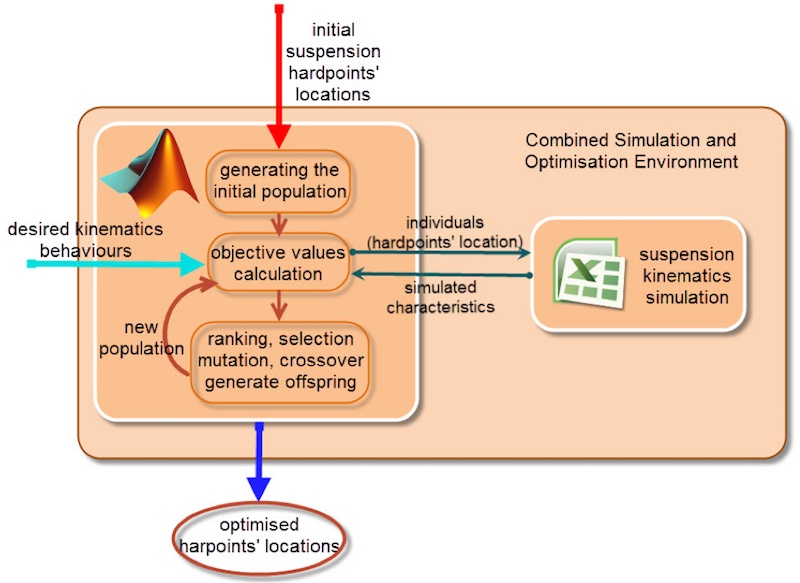 initial
suspension
hardpoints'
locations
Combined Simulation and
Optimisation Environment
generating the
initial population
desired kinematics
behaviours
objective values
calculation
individuals
(hardpoints' location)
simulated
characteristics
suspension
kinematics
simulation
new
population
ranking, selection
mutation, crossover
generate offspring
optimised
harpoints' locations